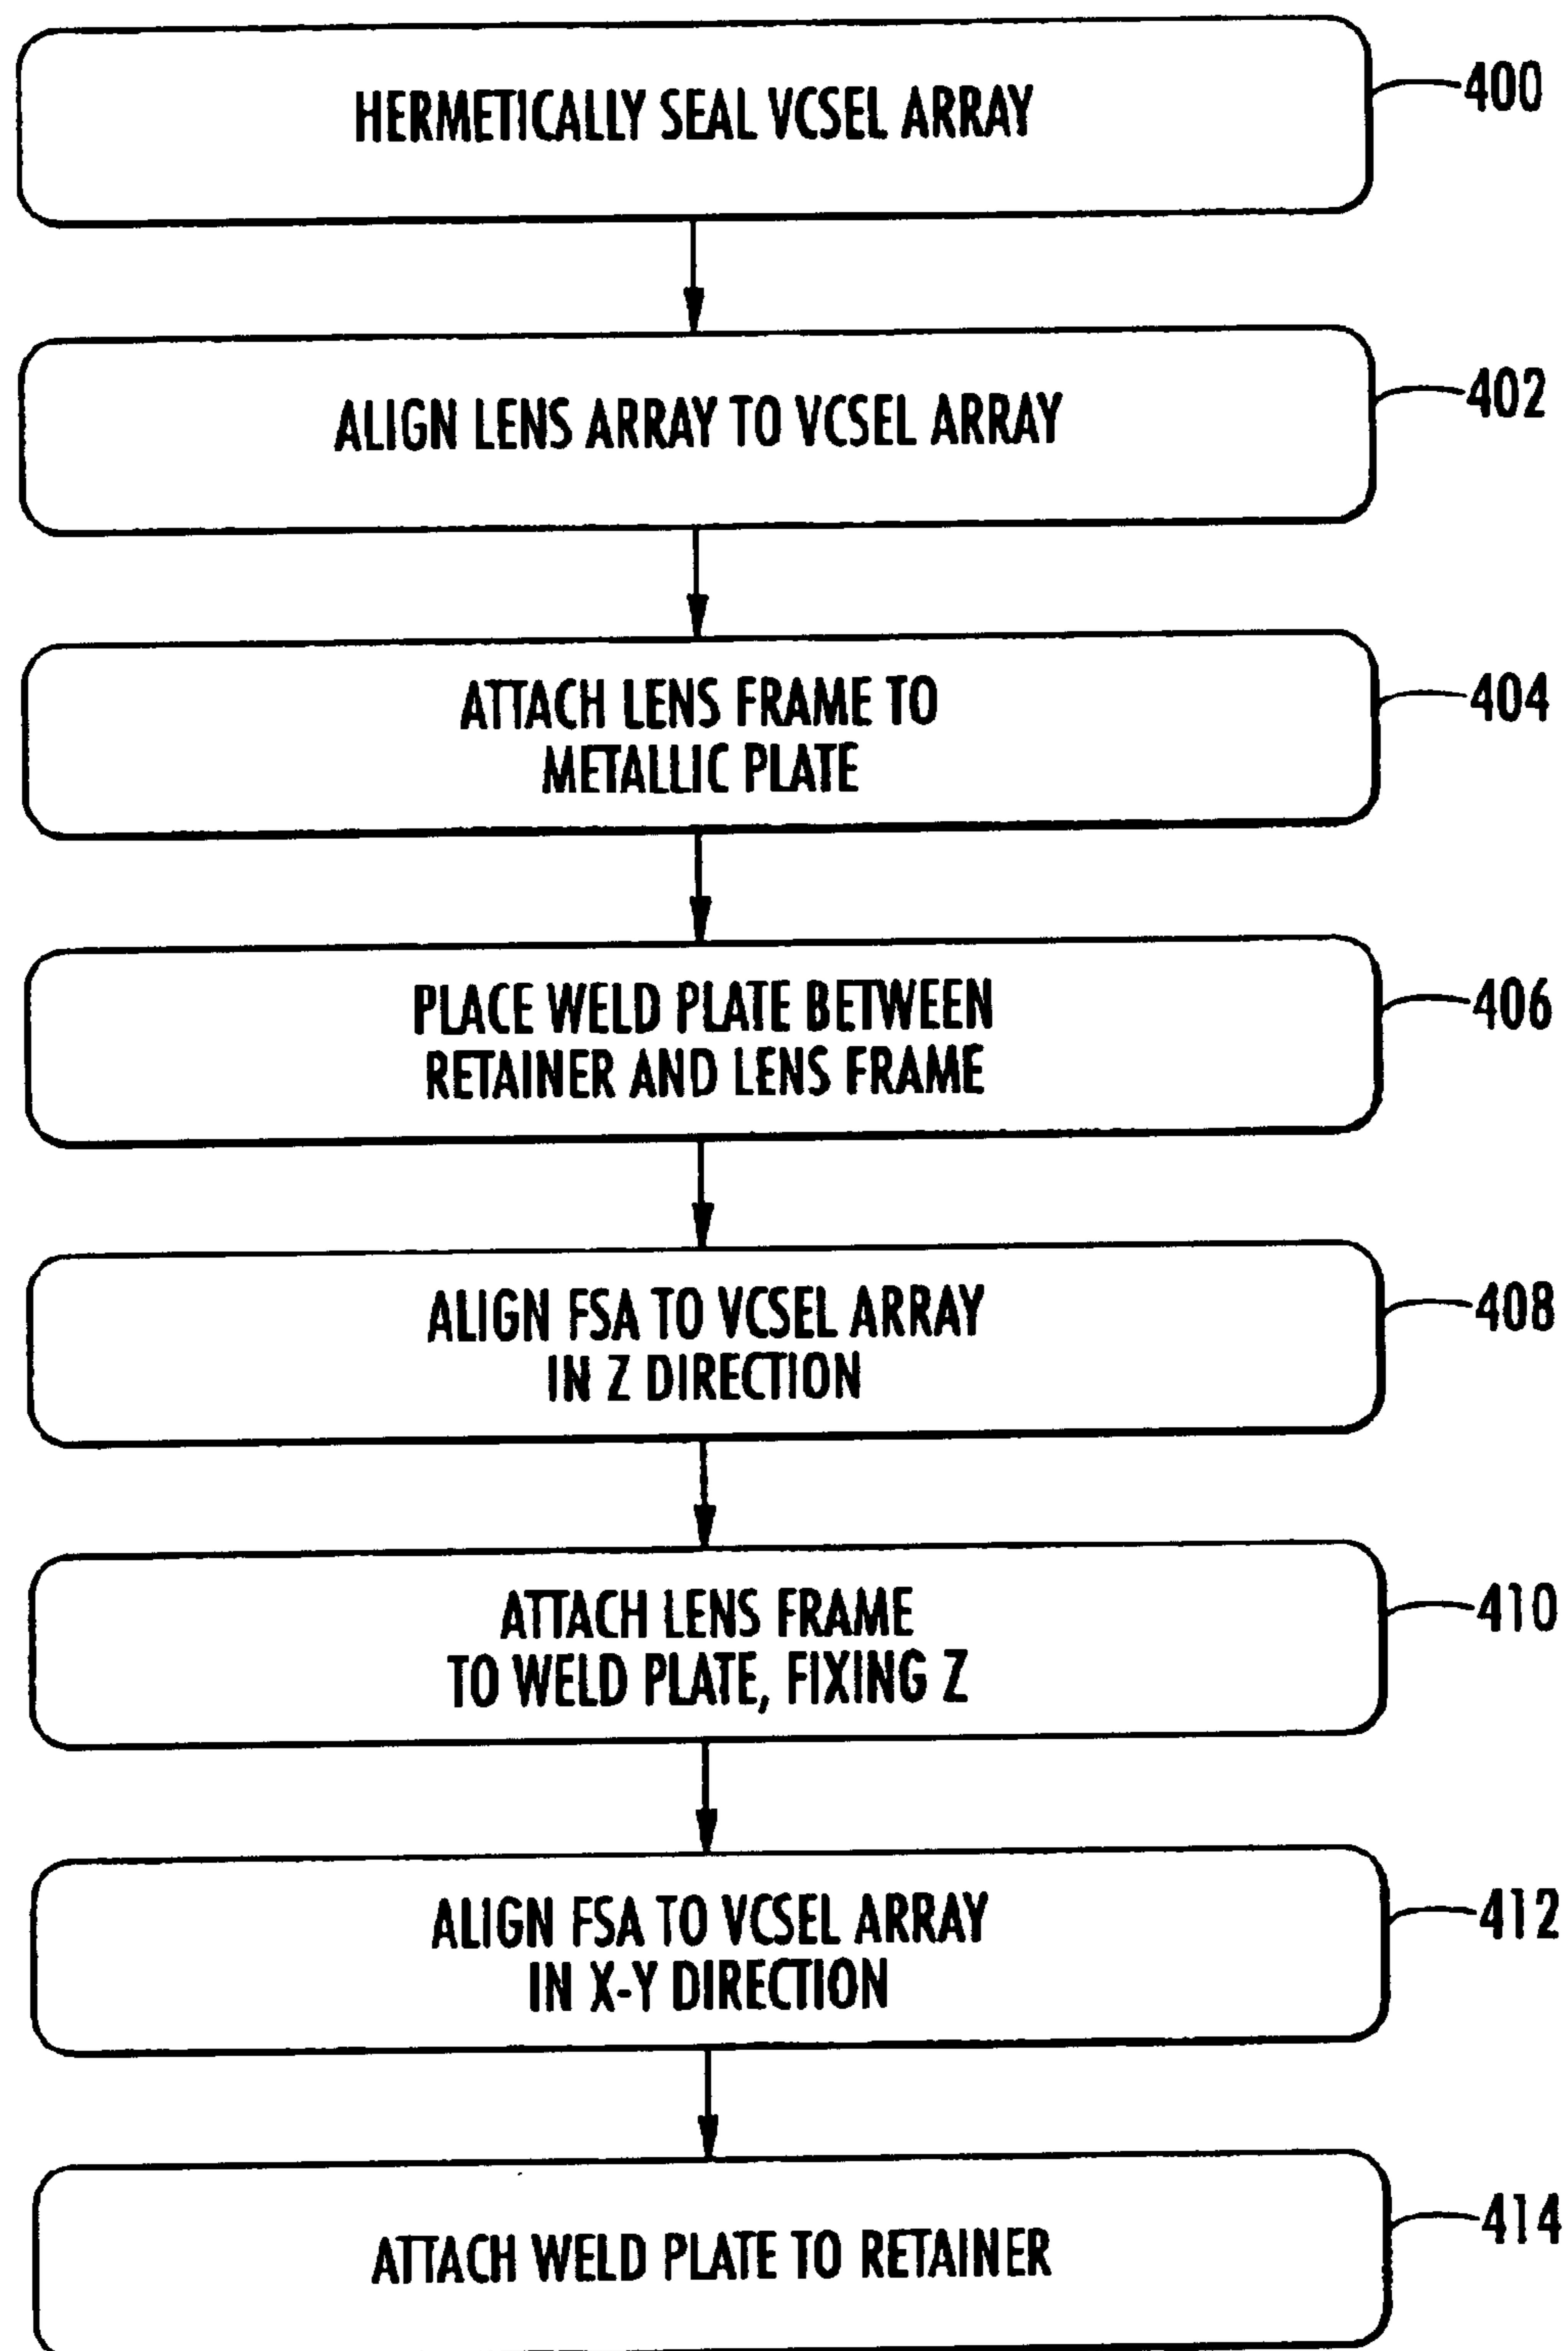 HERMETICALLY SEAL VCSEL ARRAY
400
ALIGN LENS ARRAY TO VCSEL ARRAY
402
ATTACH LENS FRAME TO
METALLIC PLATE
404
PLACE WELD PLATE BETWEEN
RETAINER AND LENS FRAME
406
ALIGN FSA TO VCSEL ARRAY
IN Z DIRECTION
408
ATTACH LENS FRAME
TO WELD PLATE, FIXING Z
410
ALIGN FSA TO VCSEL ARRAY
IN X-Y DIRECTION
412
ATTACH WELD PLATE TO RETAINER
414